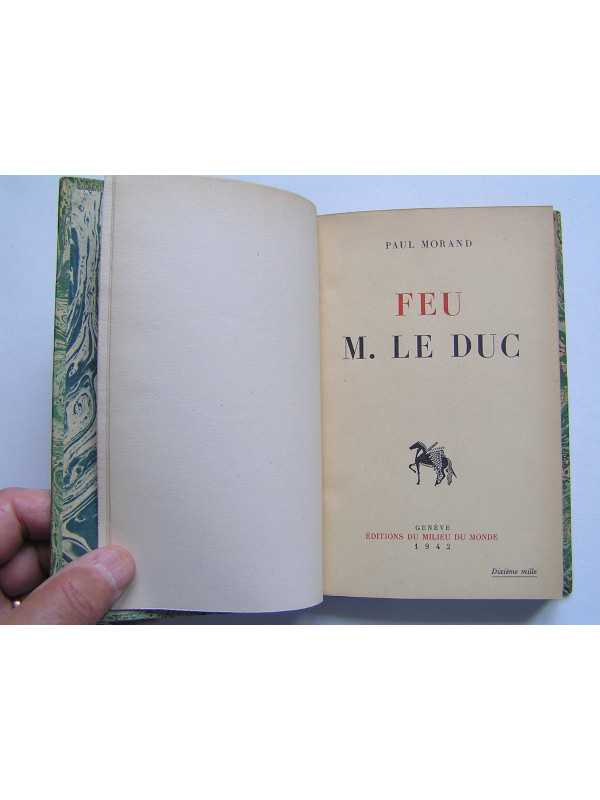 PAUL MORAND
FEU
M. LE DUC
GENÈVE
ÉDITIONS DU MILIEU DU MONDE
1942
Dixième mille